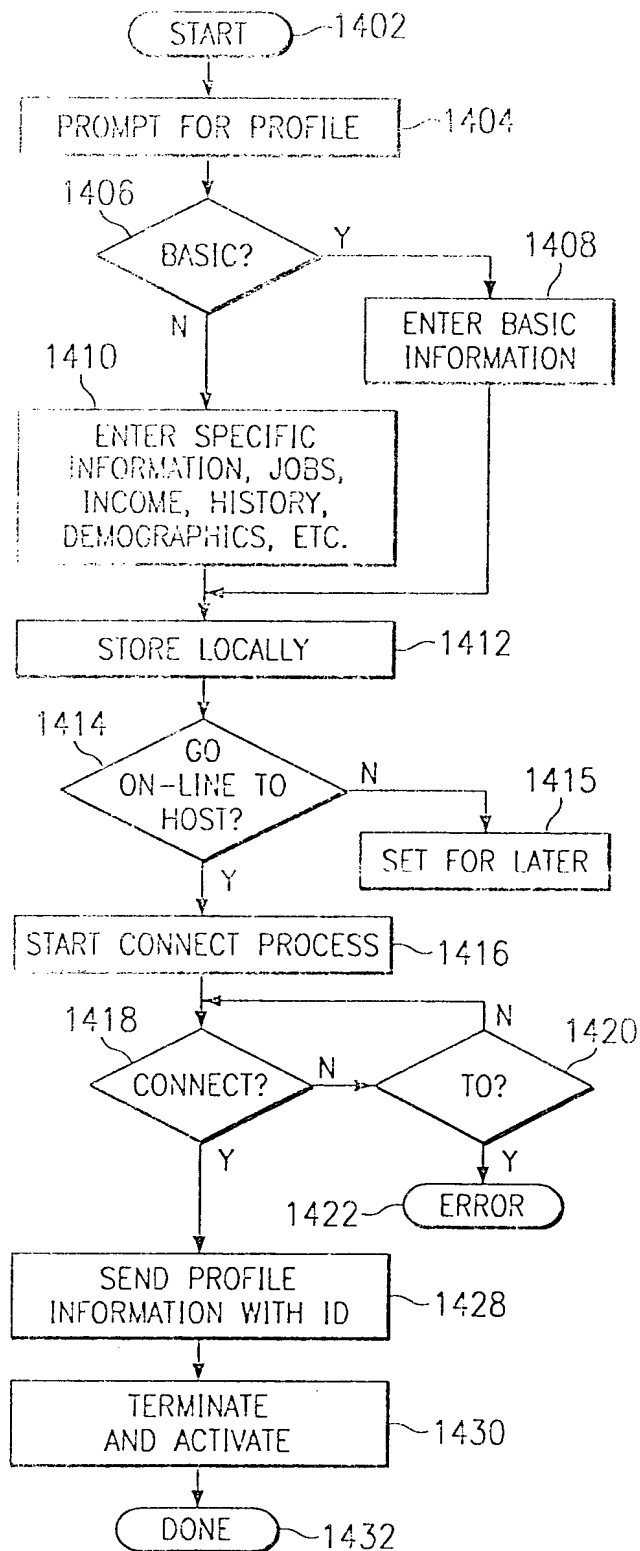 START
1402
PROMPT FOR PROFILE
1404
1406
BASIC?
Y
N
1408
ENTER BASIC
INFORMATION
1410
ENTER SPECIFIC
INFORMATION, JOBS,
INCOME, HISTORY,
DEMOGRAPHICS, ETC.
STORE LOCALLY
1412
1414
GO
ON-LINE TO
HOST?
N
Y
1415
SET FOR LATER
START CONNECT PROCESS
1416
1418
CONNECT?
N
Y
N
1420
TO?
Y
1422
ERROR
SEND PROFILE
INFORMATION WITH ID
1428
TERMINATE
AND ACTIVATE
1430
DONE
1432